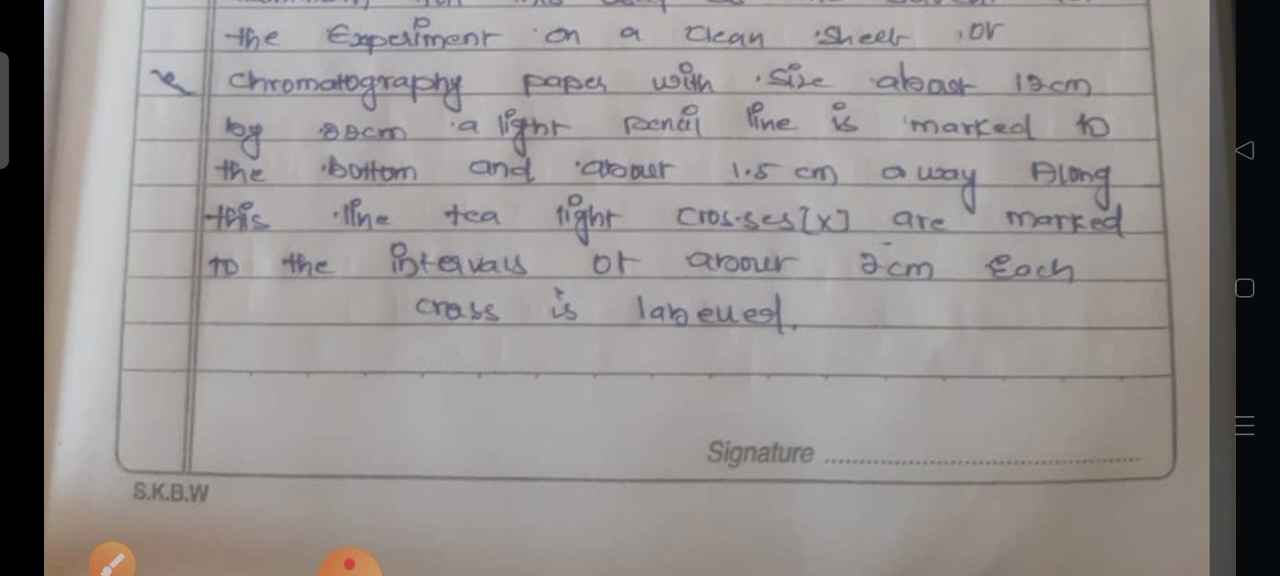 the Experiment on a clean sheet or
chromatography paper with size about 12cm
by 22cm a light pencil line is marked to
the bottom and about 1.5 cm away Along
this line tea light crosses [x] are marked
to the intervals of around 2cm Each
cross is labelled.
Signature
S.K.B.W